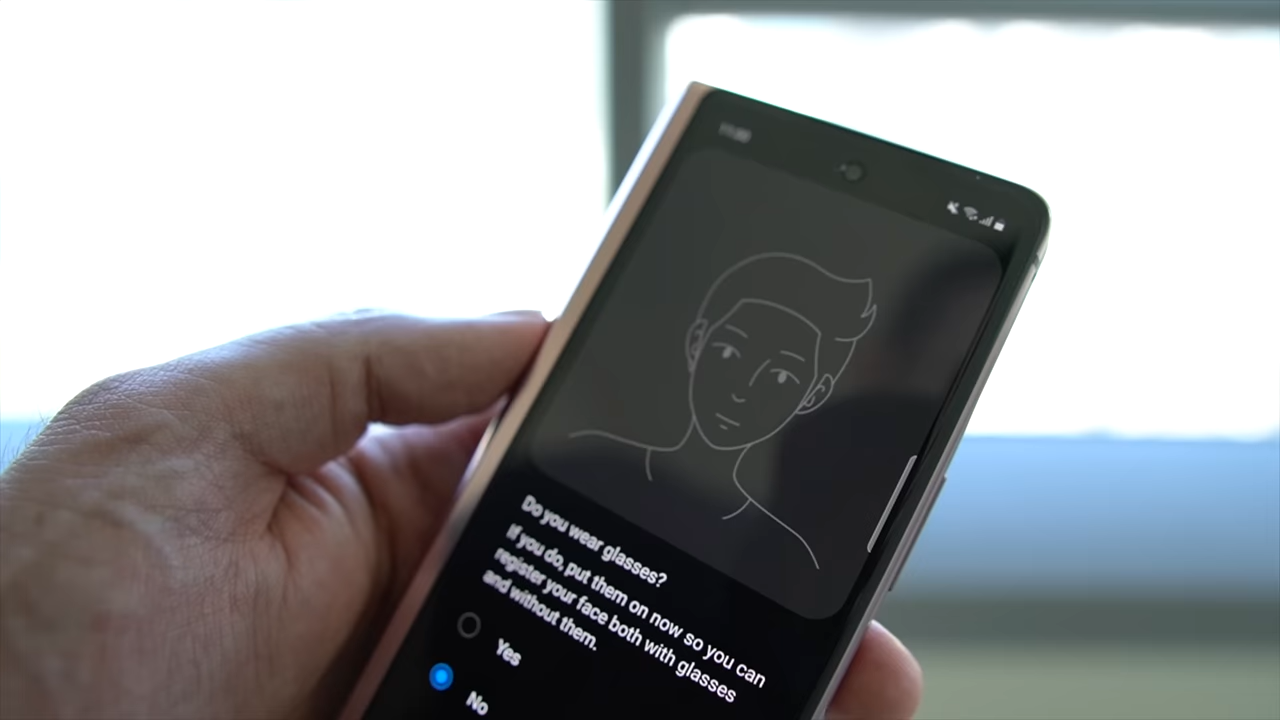 Do you wear glasses?
If you do, put them on now so you can
register your face both with glasses
and without them.
Yes
No